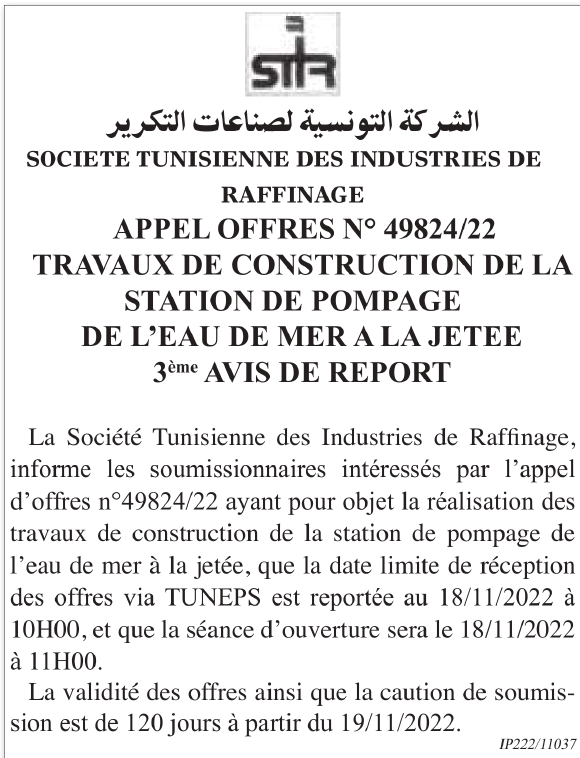 STIR
الشركة التونسية لصناعات التكرير
SOCIETE TUNISIENNE DES INDUSTRIES DE
RAFFINAGE
APPEL OFFRES N° 49824/22
TRAVAUX DE CONSTRUCTION DE LA
STATION DE POMPAGE
DE L’EAU DE MER A LA JETEE
3ème AVIS DE REPORT
La Société Tunisienne des Industries de Raffinage,
informe les soumissionnaires intéressés par l’appel
d’offres n°49824/22 ayant pour objet la réalisation des
travaux de construction de la station de pompage de
l’eau de mer à la jetée, que la date limite de réception
des offres via TUNEPS est reportée au 18/11/2022 à
10H00, et que la séance d’ouverture sera le 18/11/2022
à 11H00.
La validité des offres ainsi que la caution de soumis-
sion est de 120 jours à partir du 19/11/2022.
IP222/11037